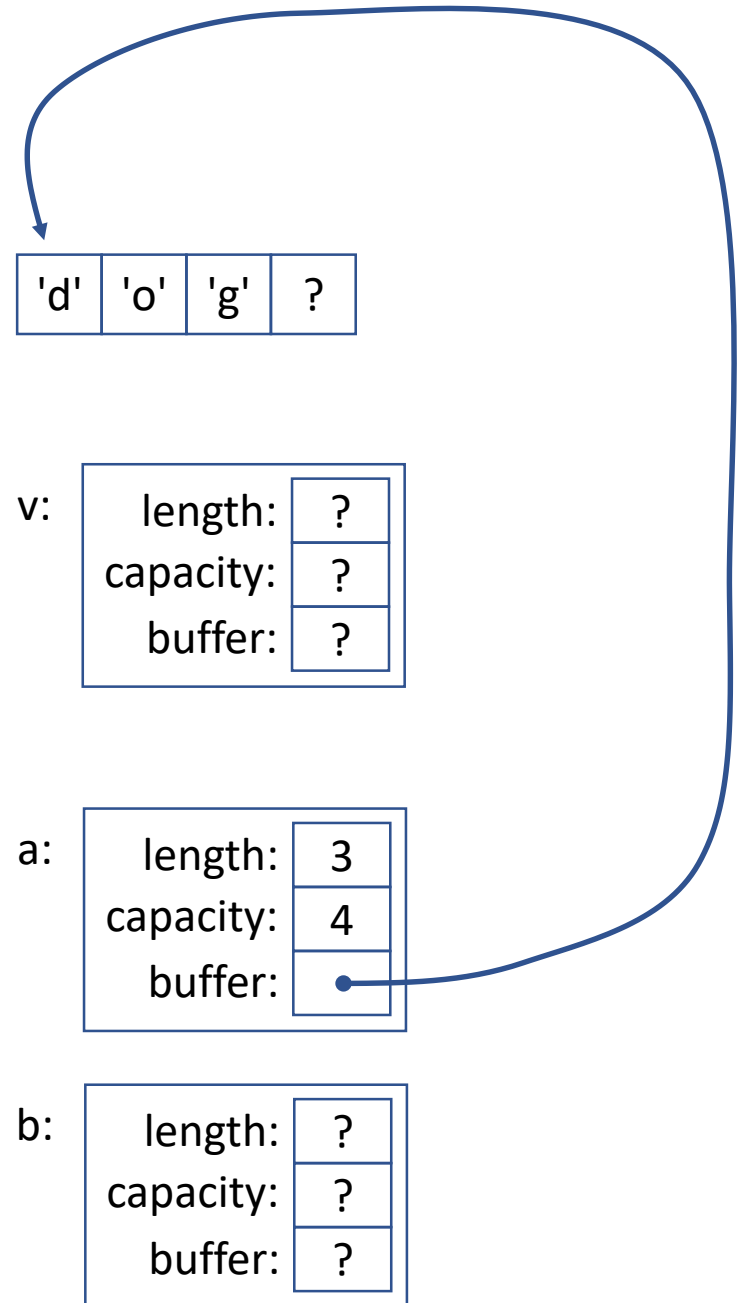 'd' 'o' 'g' ?
v:
length: ?
capacity: ?
buffer: ?
a:
length: 3
capacity: 4
buffer:
b:
length: ?
capacity: ?
buffer: ?